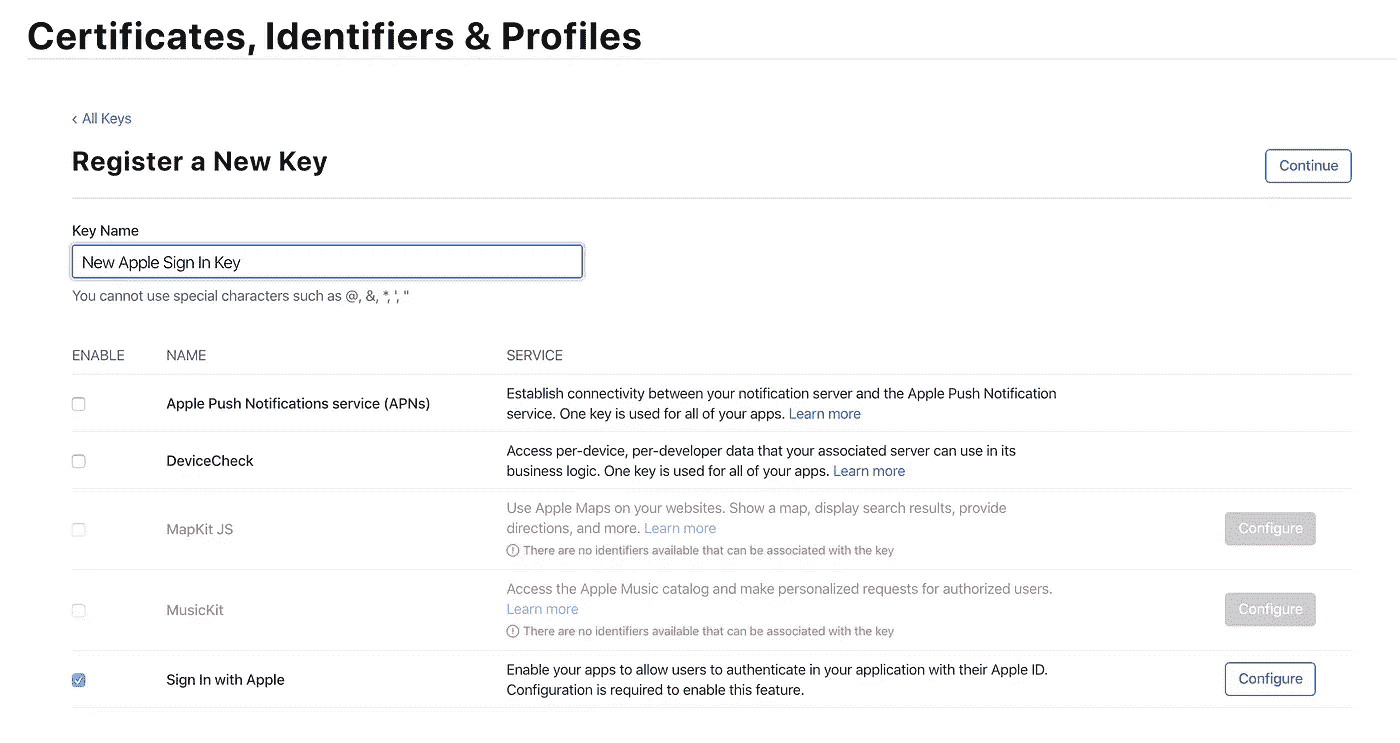 Certificates, Identifiers & Profiles
‹ All Keys
Register a New Key
Continue
Key Name
New Apple Sign In Key
You cannot use special characters such as @, &, *, ', "
ENABLE NAME SERVICE
Apple Push Notifications service (APNs)
Establish connectivity between your notification server and the Apple Push Notification
service. One key is used for all of your apps. Learn more
DeviceCheck
Access per-device, per-developer data that your associated server can use in its
business logic. One key is used for all of your apps. Learn more
MapKit JS
Use Apple Maps on your websites. Show a map, display search results, provide
directions, and more. Learn more
There are no identifiers available that can be associated with the key
Configure
MusicKit
Access the Apple Music catalog and make personalized requests for authorized users.
Learn more
There are no identifiers available that can be associated with the key
Configure
Sign In with Apple
Enable your apps to allow users to authenticate in your application with their Apple ID.
Configuration is required to enable this feature.
Configure